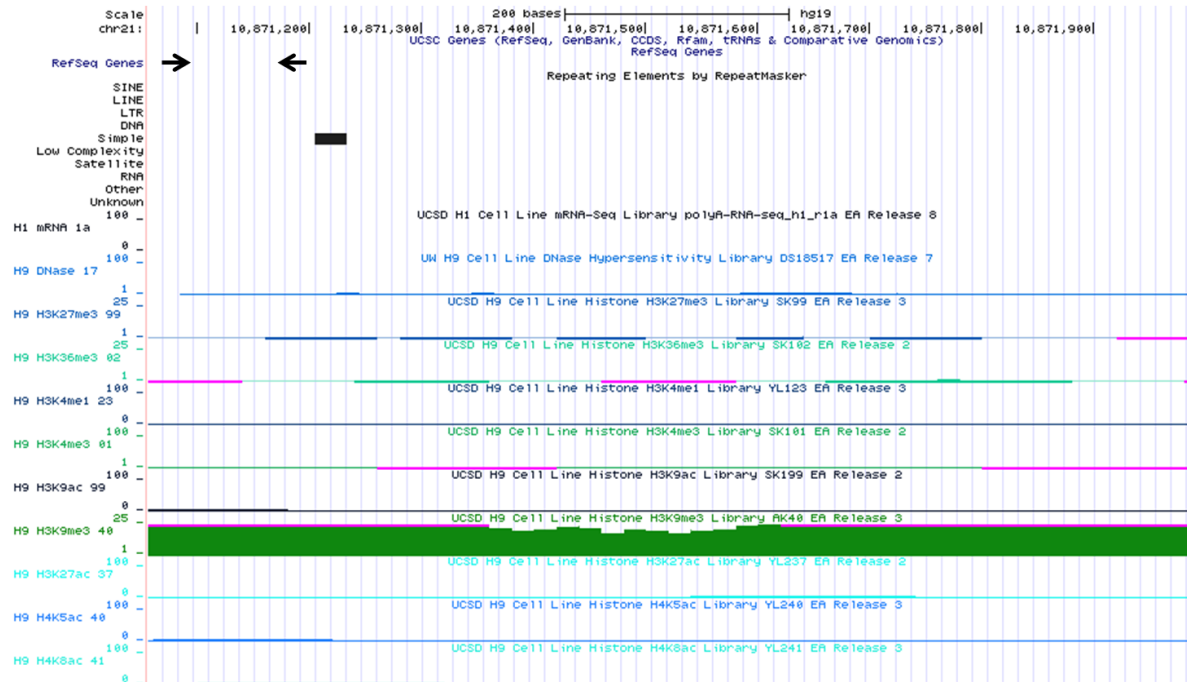 Scale 200 bases hg19
chr21: 10,871,200 10,871,300 10,871,400 10,871,500 10,871,600 10,871,700 10,871,800 10,871,900
UCSC Genes (RefSeq, GenBank, CCDS, Rfam, tRNAs & Comparative Genomics)
RefSeq Genes
RefSeq Genes
Repeating Elements by RepeatMasker
SINE
LINE
LTR
DNA
Simple
Low Complexity
Satellite
RNA
Other
Unknown
100 _ UCSD H1 Cell Line mRNA-Seq Library polyA-RNA-seq_h1_r1a EA Release 8
H1 mRNA 1a
0 _
100 _ UW H9 Cell Line DNase Hypersensitivity Library DS18517 EA Release 7
H9 DNase 17
1 _
25 _ UCSD H9 Cell Line Histone H3K27me3 Library SK99 EA Release 3
H9 H3K27me3 99
1 _
25 _ UCSD H9 Cell Line Histone H3K36me3 Library SK102 EA Release 2
H9 H3K36me3 02
1 _
100 _ UCSD H9 Cell Line Histone H3K4me1 Library YL123 EA Release 3
H9 H3K4me1 23
0 _
100 _ UCSD H9 Cell Line Histone H3K4me3 Library SK101 EA Release 2
H9 H3K4me3 01
1 _
100 _ UCSD H9 Cell Line Histone H3K9ac Library SK199 EA Release 2
H9 H3K9ac 99
0 _
25 _ UCSD H9 Cell Line Histone H3K9me3 Library AK40 EA Release 3
H9 H3K9me3 40
1 _
100 _ UCSD H9 Cell Line Histone H3K27ac Library YL237 EA Release 2
H9 H3K27ac 37
0 _
100 _ UCSD H9 Cell Line Histone H4K5ac Library YL240 EA Release 3
H9 H4K5ac 40
0 _
100 _ UCSD H9 Cell Line Histone H4K8ac Library YL241 EA Release 3
H9 H4K8ac 41
0 _